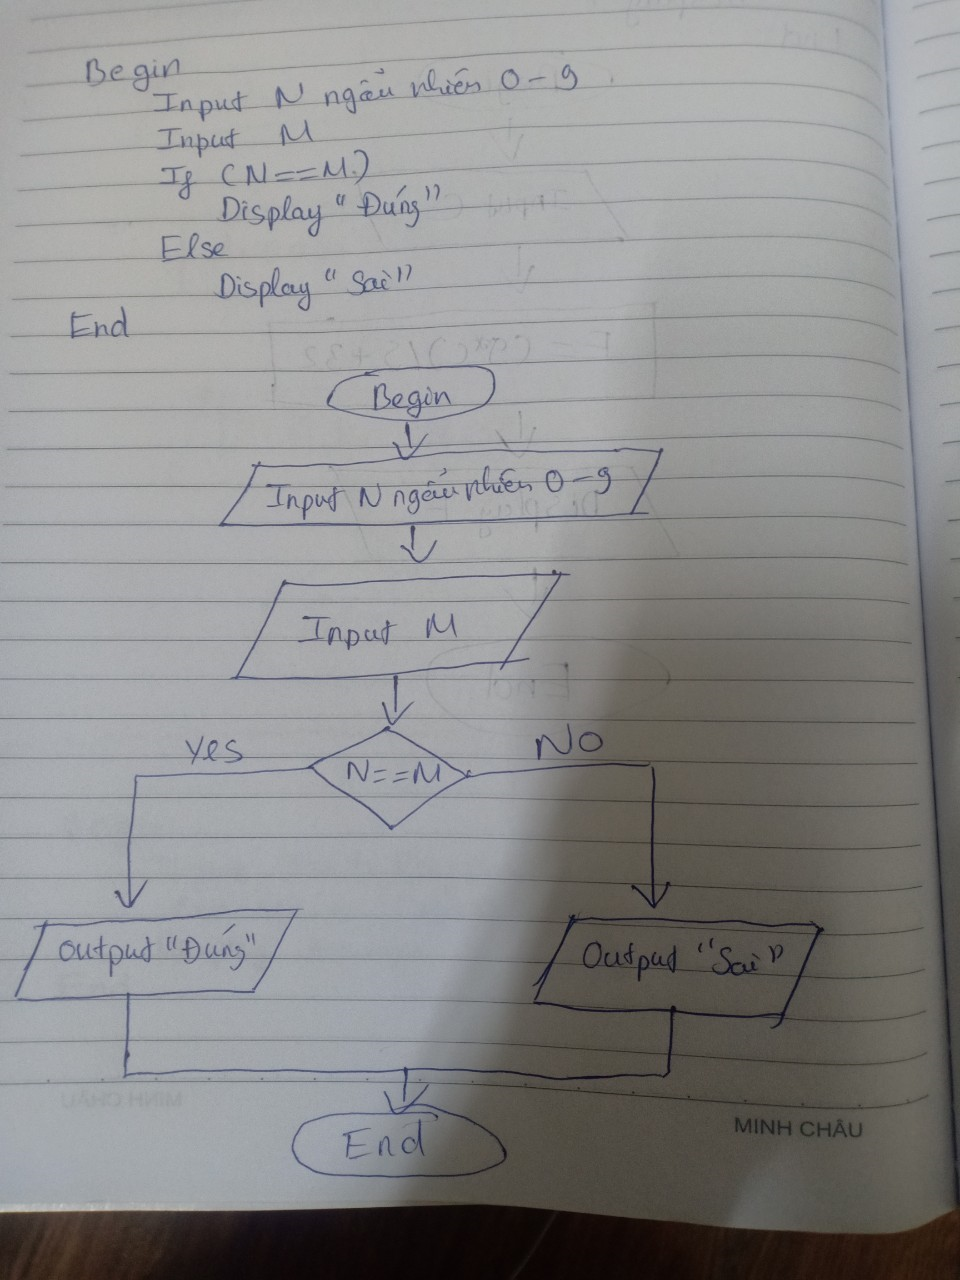 Begin
Input N ngẫu nhiên 0-9
Input M
If (N==M)
Display "Đúng"
Else
Display "Sai"
End
Begin
Input N ngẫu nhiên 0-9
Input M
N==M
Yes
NO
Output "Đúng"
Output "Sai"
End
MINH CHÂU